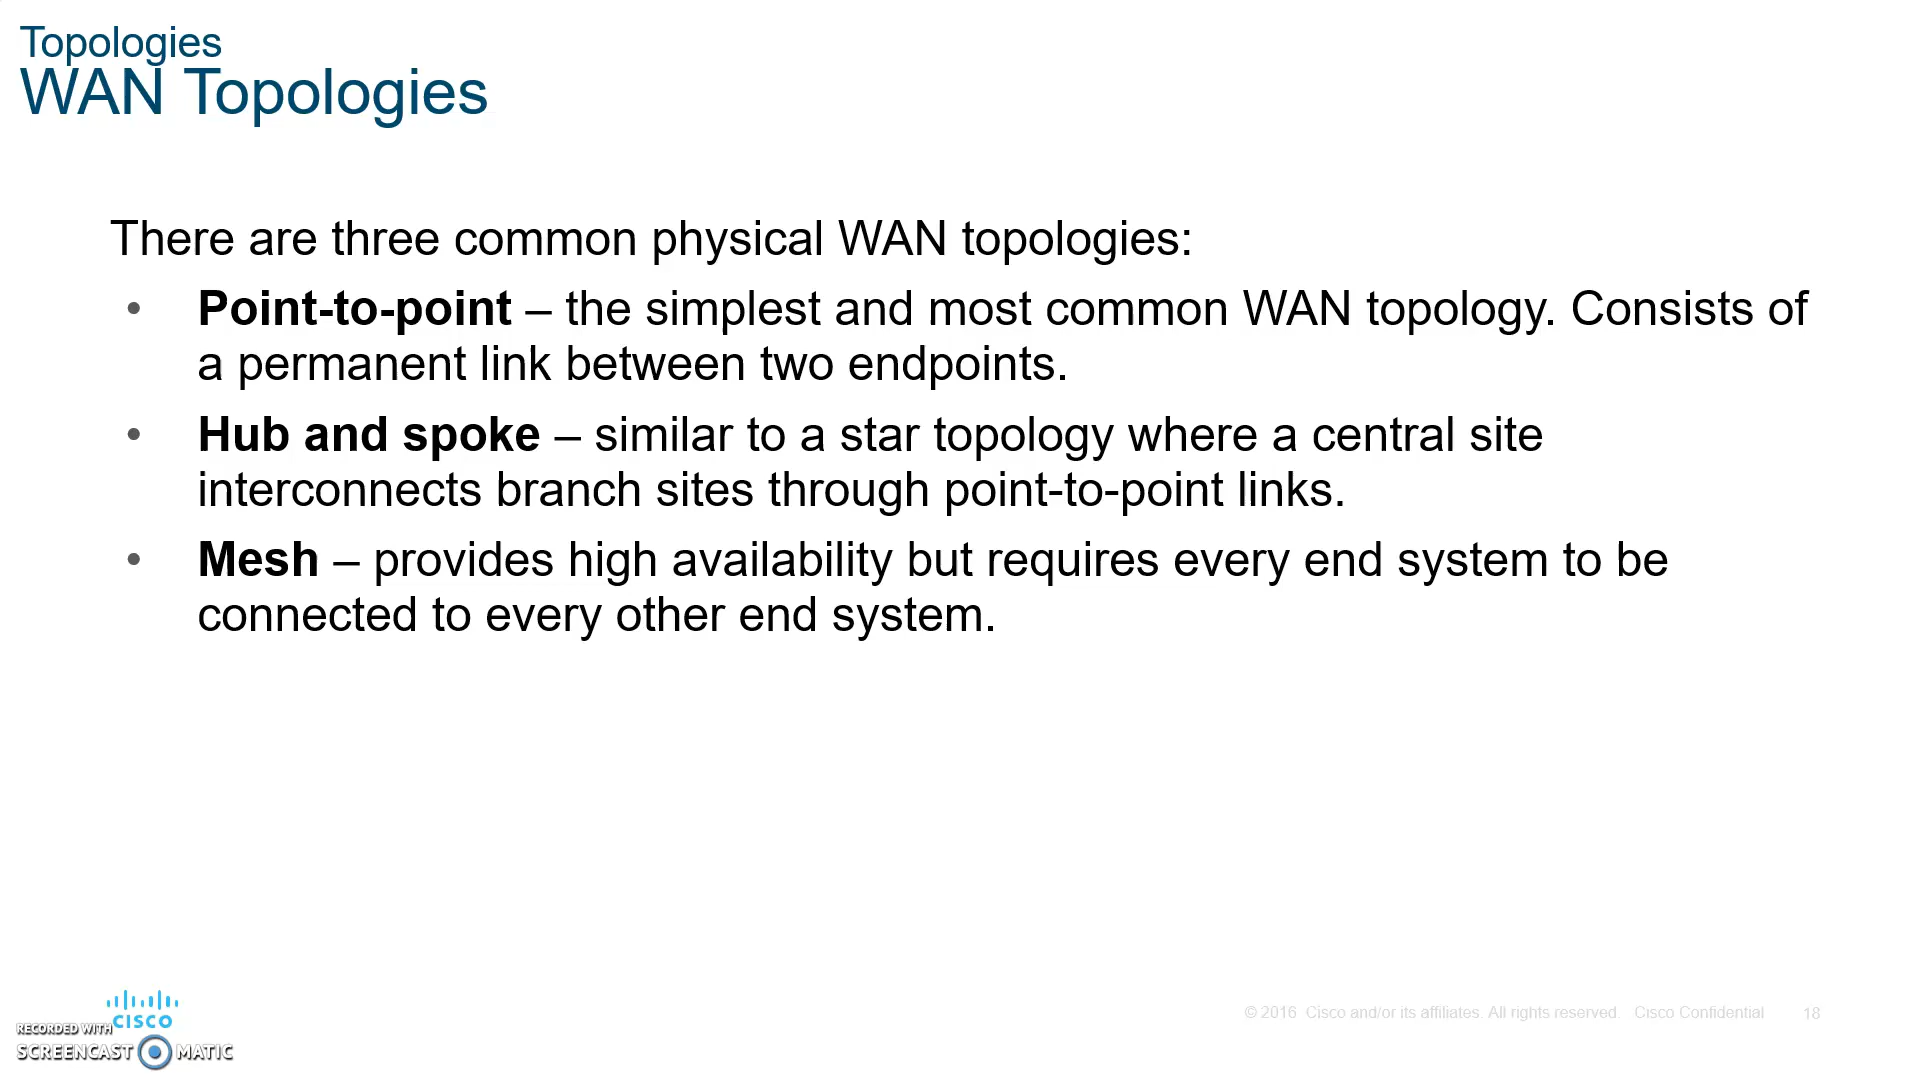 Topologies
WAN Topologies
There are three common physical WAN topologies:
• Point-to-point – the simplest and most common WAN topology. Consists of
a permanent link between two endpoints.
• Hub and spoke – similar to a star topology where a central site
interconnects branch sites through point-to-point links.
• Mesh – provides high availability but requires every end system to be
connected to every other end system.
© 2016 Cisco and/or its affiliates. All rights reserved. Cisco Confidential 18
CISCO
RECORDED WITH
SCREENCAST MATIC